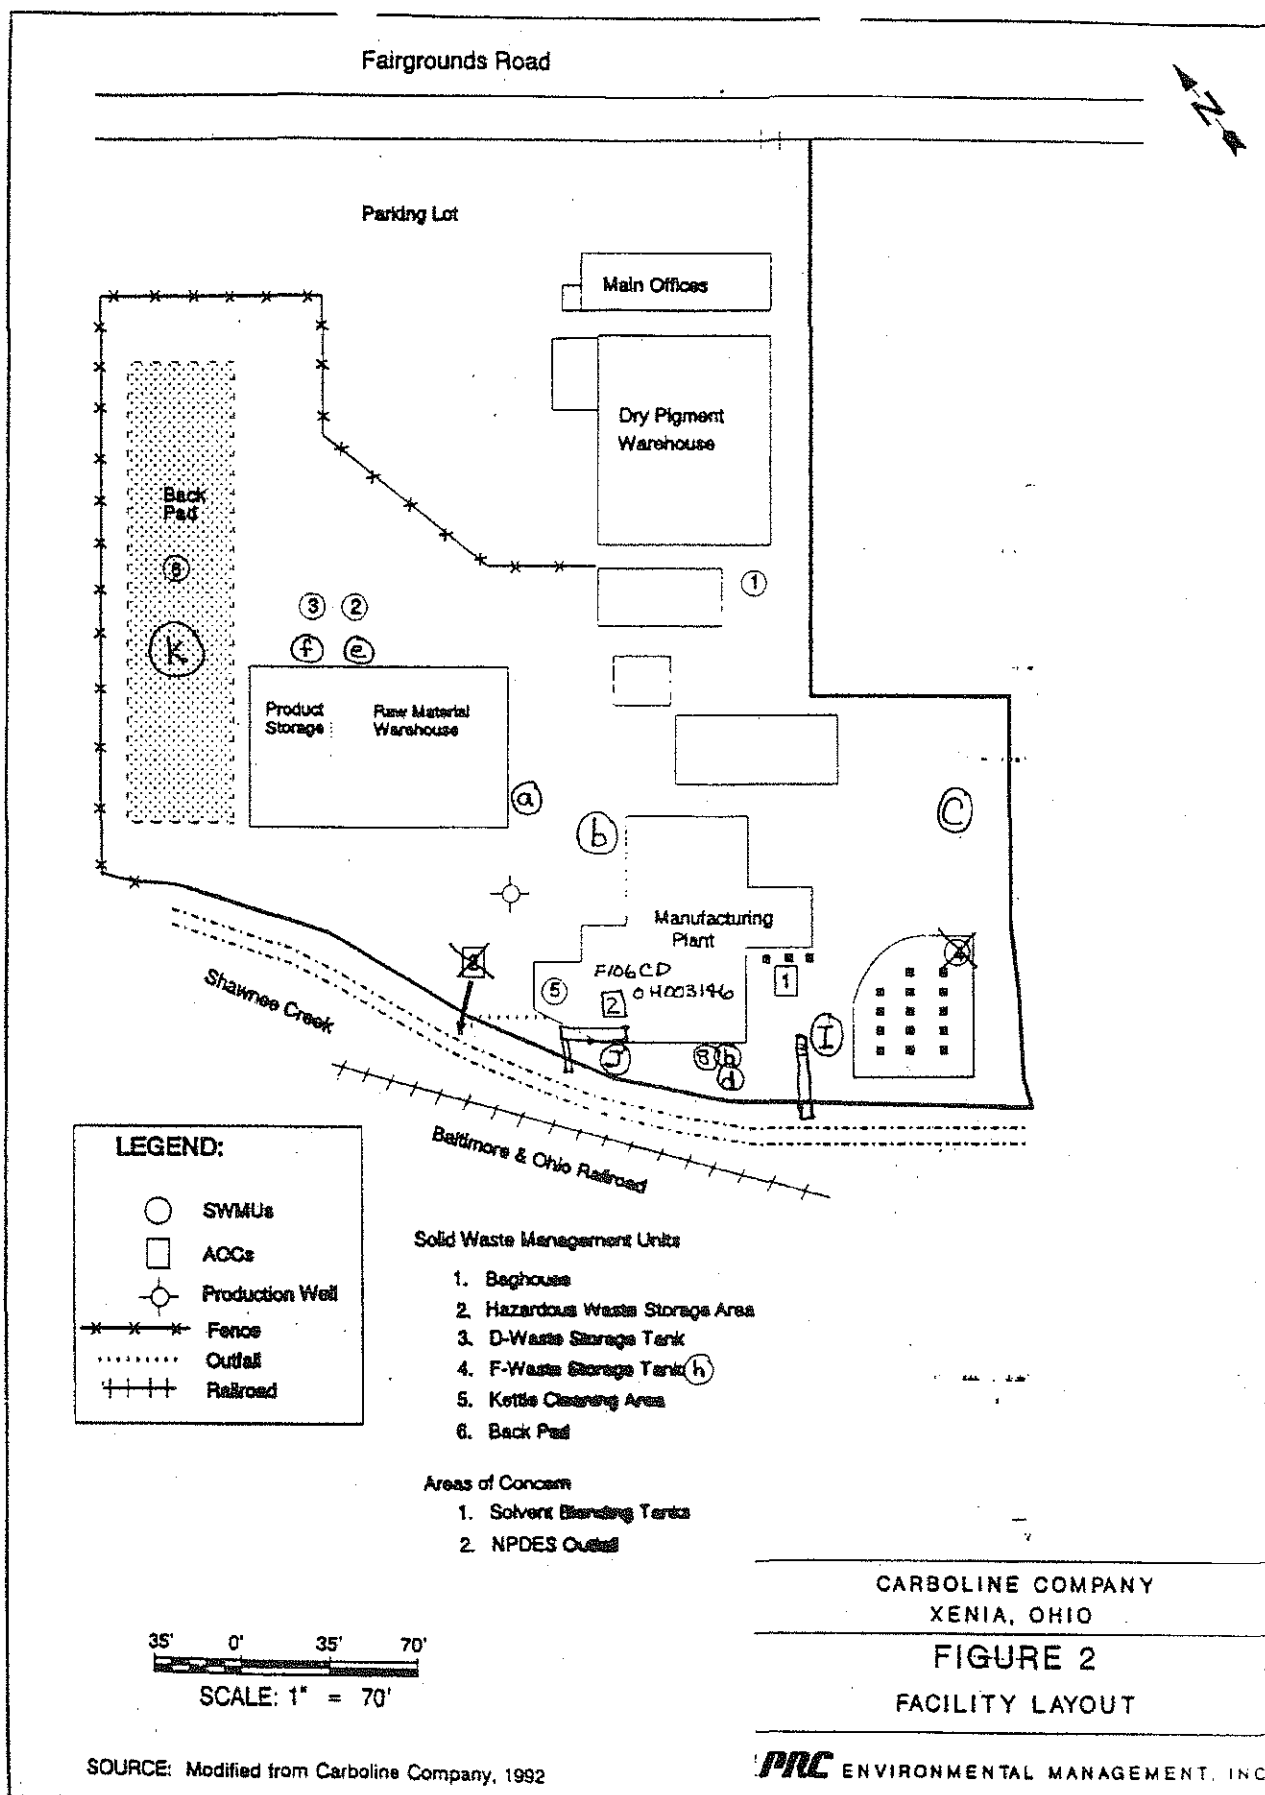 Fairgrounds Road
N
Parking Lot
Main Offices
Dry Pigment
Warehouse
Back
Pad
6
1
3 2
K
f e
Product
Storage
Raw Material
Warehouse
a
b
C
Manufacturing
Plant
F106CD
OH003146
5
2
1
4
I
J
8 h
d
Shawnee Creek
Baltimore & Ohio Railroad
LEGEND:
SWMUs
AOCs
Production Well
Fence
Outfall
Railroad
Solid Waste Management Units
1. Baghouse
2. Hazardous Waste Storage Area
3. D-Waste Storage Tank
4. F-Waste Storage Tank h
5. Kettle Cleaning Area
6. Back Pad
Areas of Concern
1. Solvent Blending Tanks
2. NPDES Outfall
35' 0' 35' 70'
SCALE: 1" = 70'
CARBOLINE COMPANY
XENIA, OHIO
FIGURE 2
FACILITY LAYOUT
SOURCE: Modified from Carboline Company, 1992
PRC ENVIRONMENTAL MANAGEMENT, INC